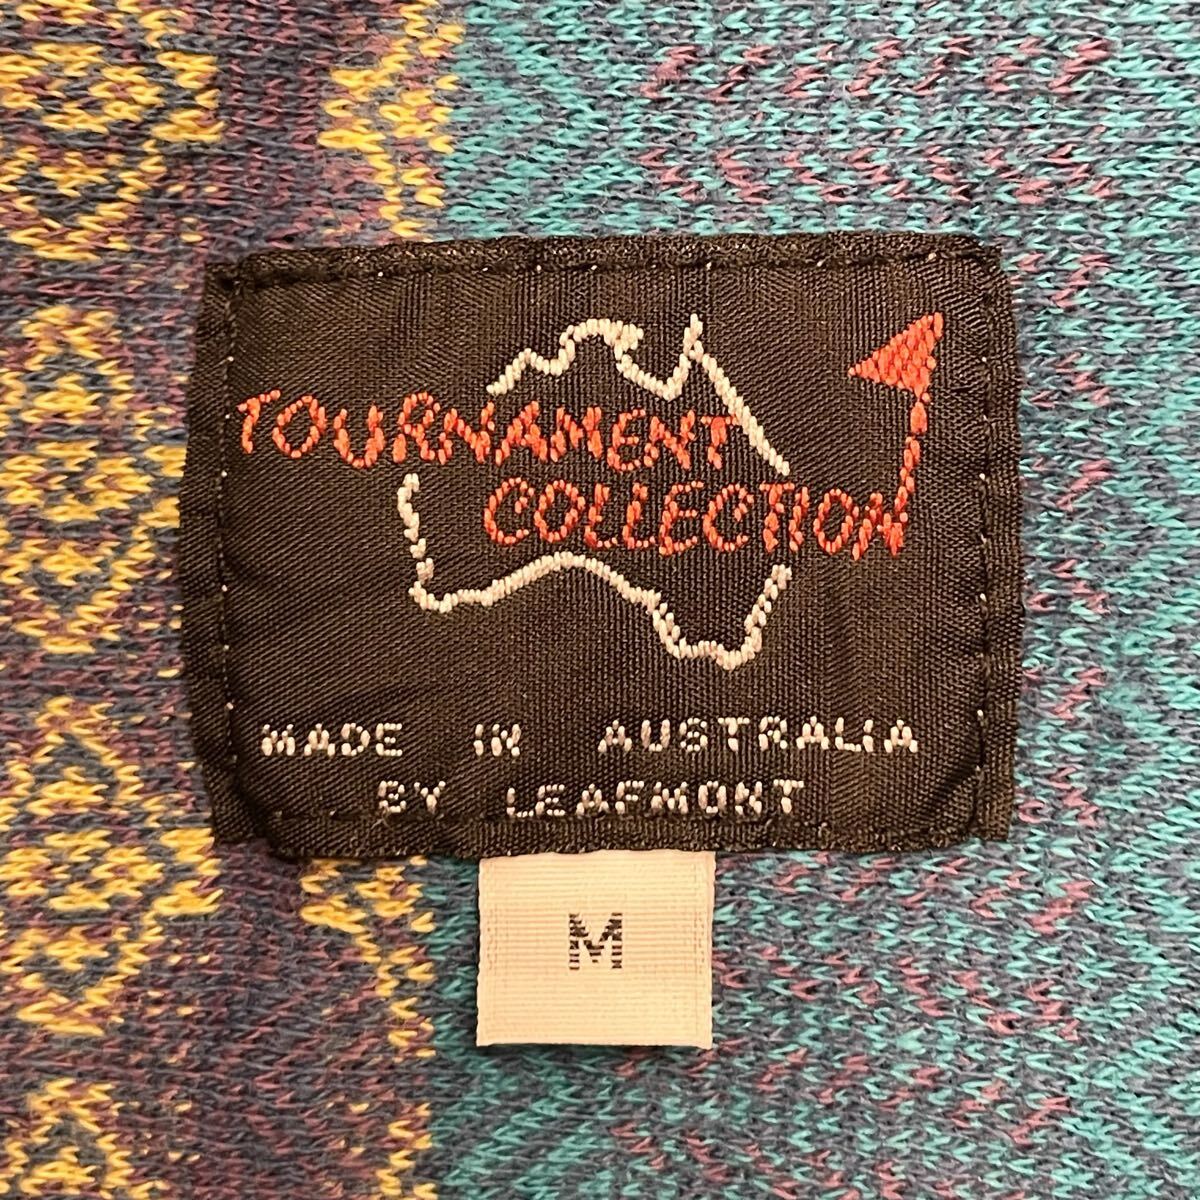 TOURNAMENT
COLLECTION
MADE IN AUSTRALIA
BY LEAFMONT
M